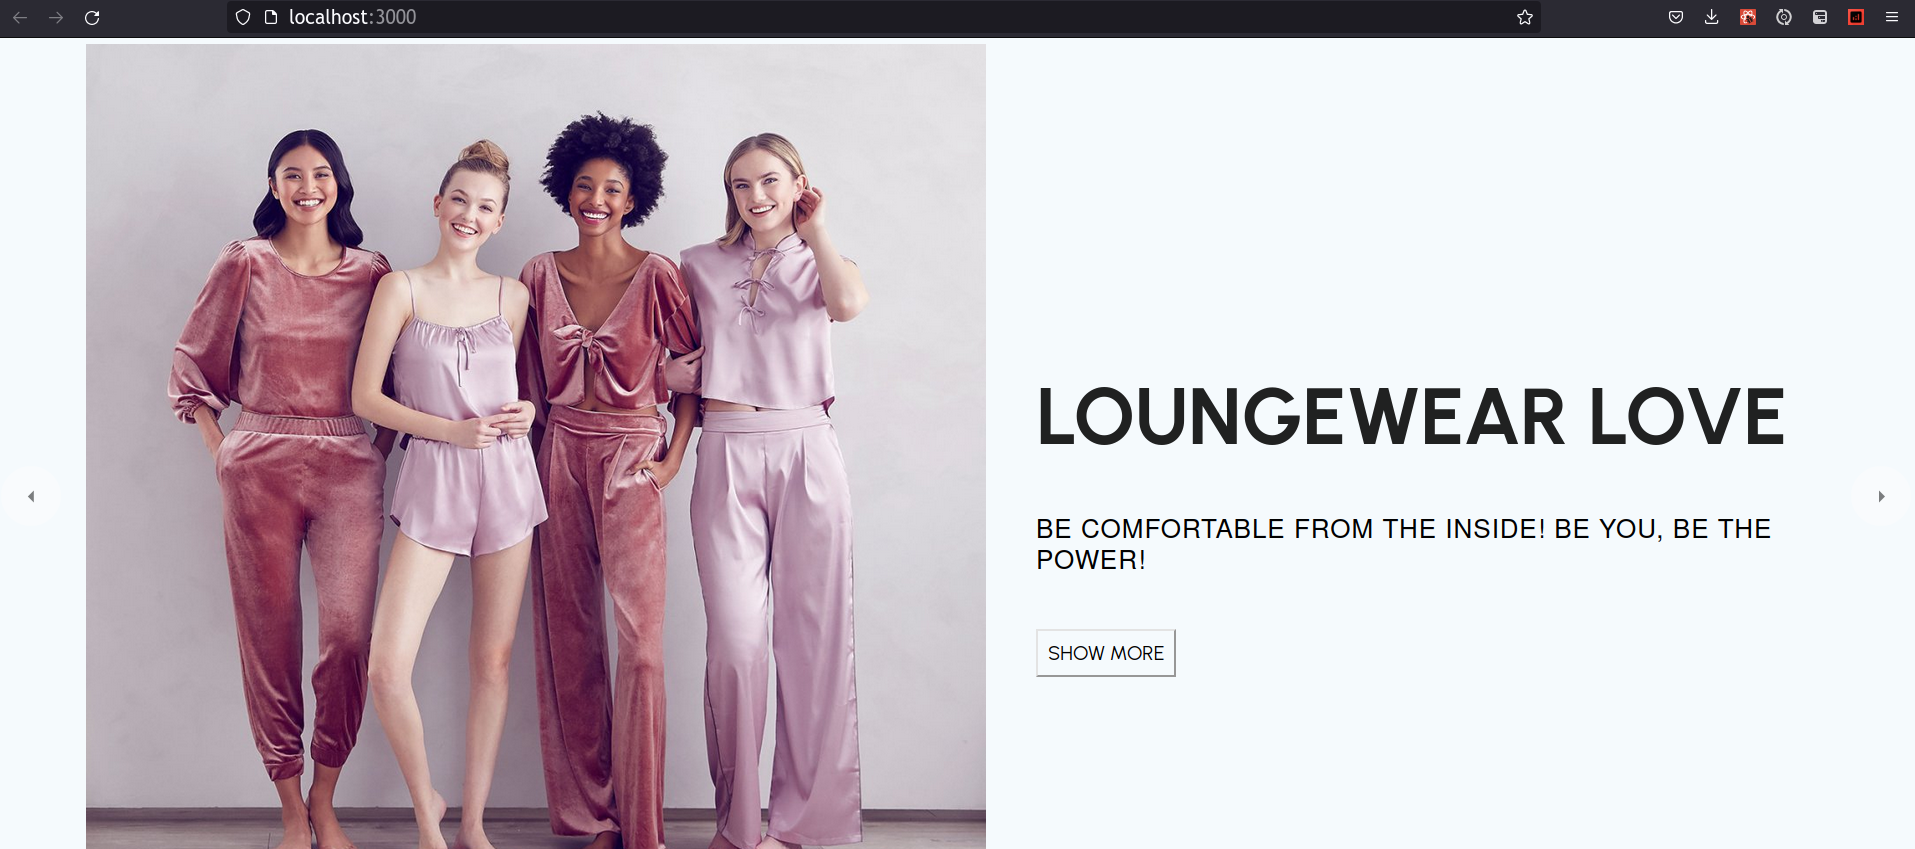 localhost:3000
LOUNGEWEAR LOVE
BE COMFORTABLE FROM THE INSIDE! BE YOU, BE THE
POWER!
SHOW MORE